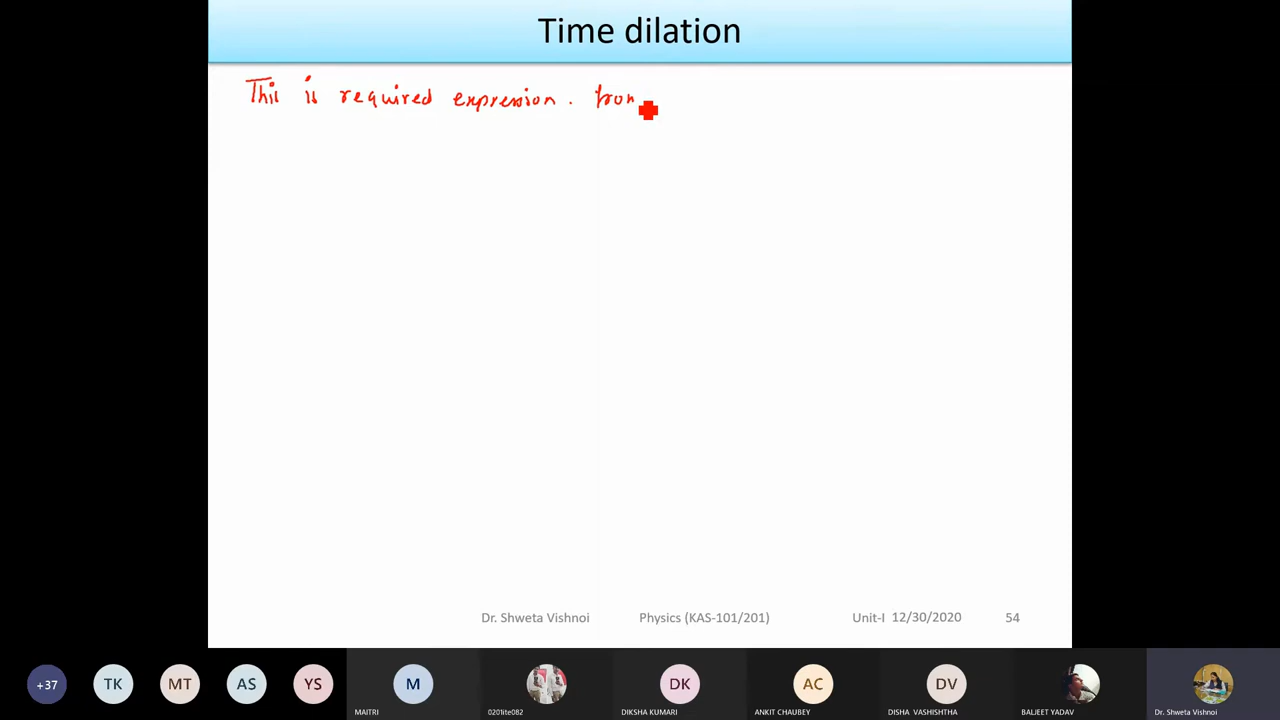 Time dilation
This is required expression. from
Dr. Shweta Vishnoi Physics (KAS-101/201) Unit-I 12/30/2020 54
+37 TK MT AS YS M DK AC DV
MAITRI 0201ite082 DIKSHA KUMARI ANKIT CHAUBEY DISHA VASHISHTHA BALJEET YADAV Dr. Shweta Vishnoi